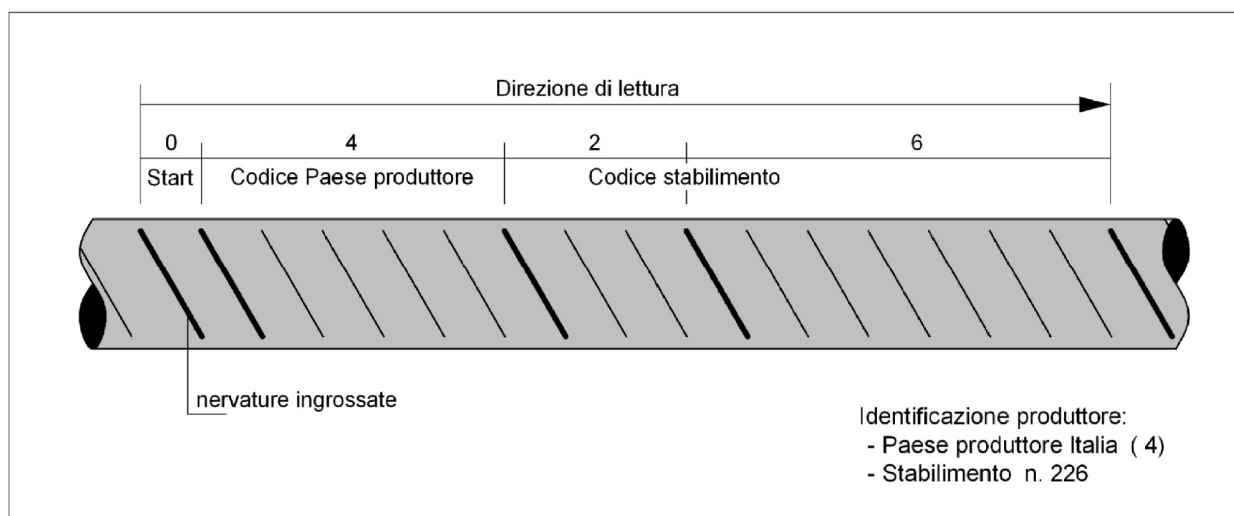 Direzione di lettura
0 4 2 6
Start Codice Paese produttore Codice stabilimento
nervature ingrossate
Identificazione produttore:
- Paese produttore Italia ( 4)
- Stabilimento n. 226